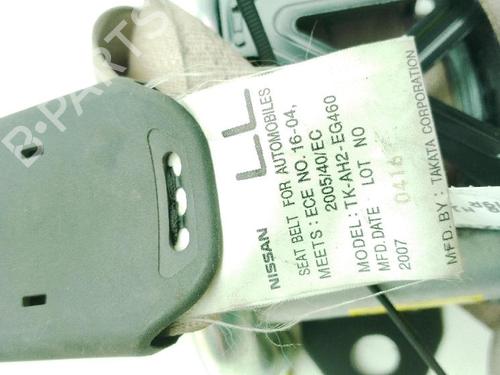 LL
NISSAN
SEAT BELT FOR AUTOMOBILES
MEETS : ECE NO. 16-04,
2005/40/EC
MODEL : TK-AH2-EG460
MFD.DATE LOT NO
2007 0416
MFD. BY : TAKATA CORPORATION
B-PARTS